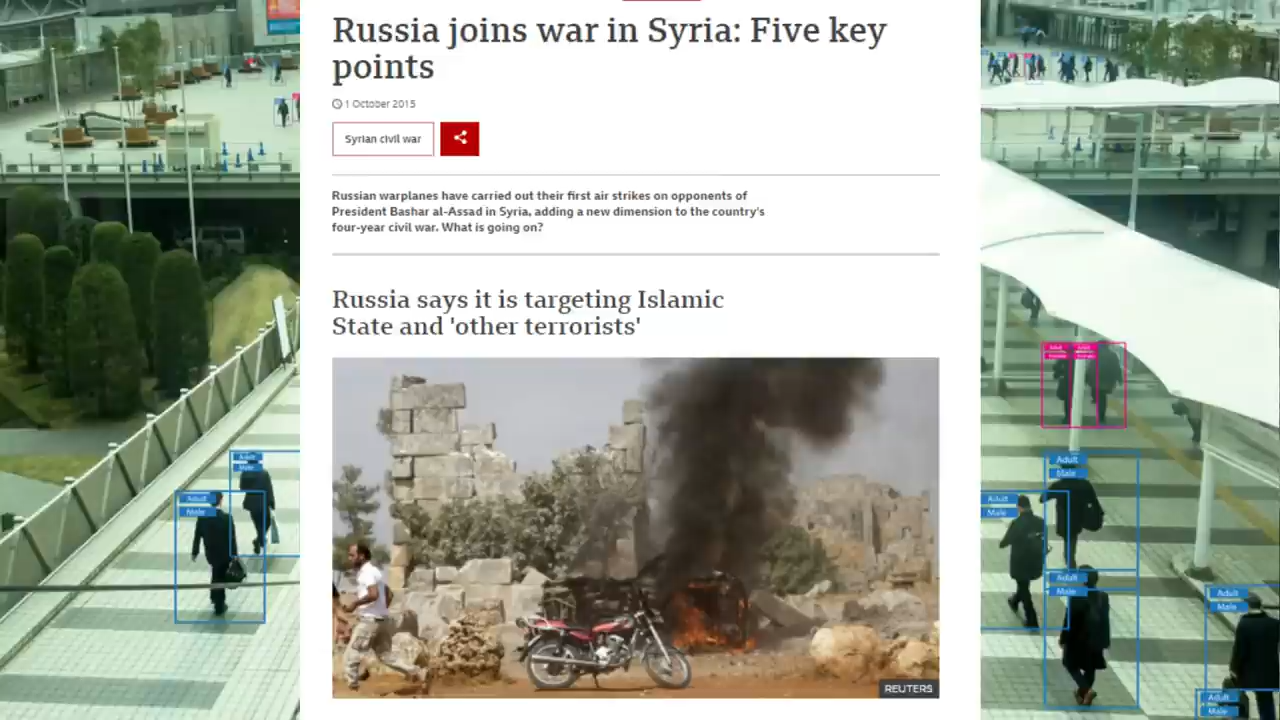 Russia joins war in Syria: Five key
points
1 October 2015
Syrian civil war
Russian warplanes have carried out their first air strikes on opponents of
President Bashar al-Assad in Syria, adding a new dimension to the country's
four-year civil war. What is going on?
Russia says it is targeting Islamic
State and 'other terrorists'
REUTERS
Adult
Male
Adult
Male
Adult
Adult
Adult
Male
Adult
Male
Adult
Male
Adult
Male
Adult
Male